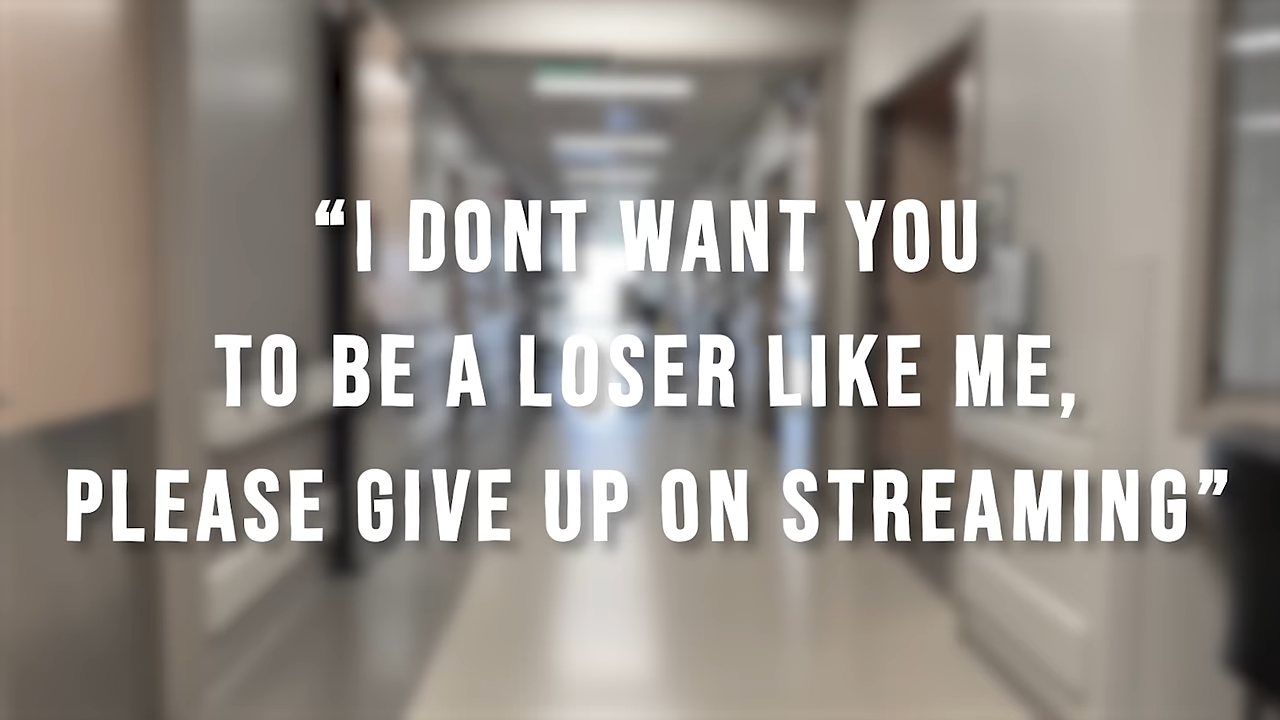 “I DONT WANT YOU
TO BE A LOSER LIKE ME,
PLEASE GIVE UP ON STREAMING”